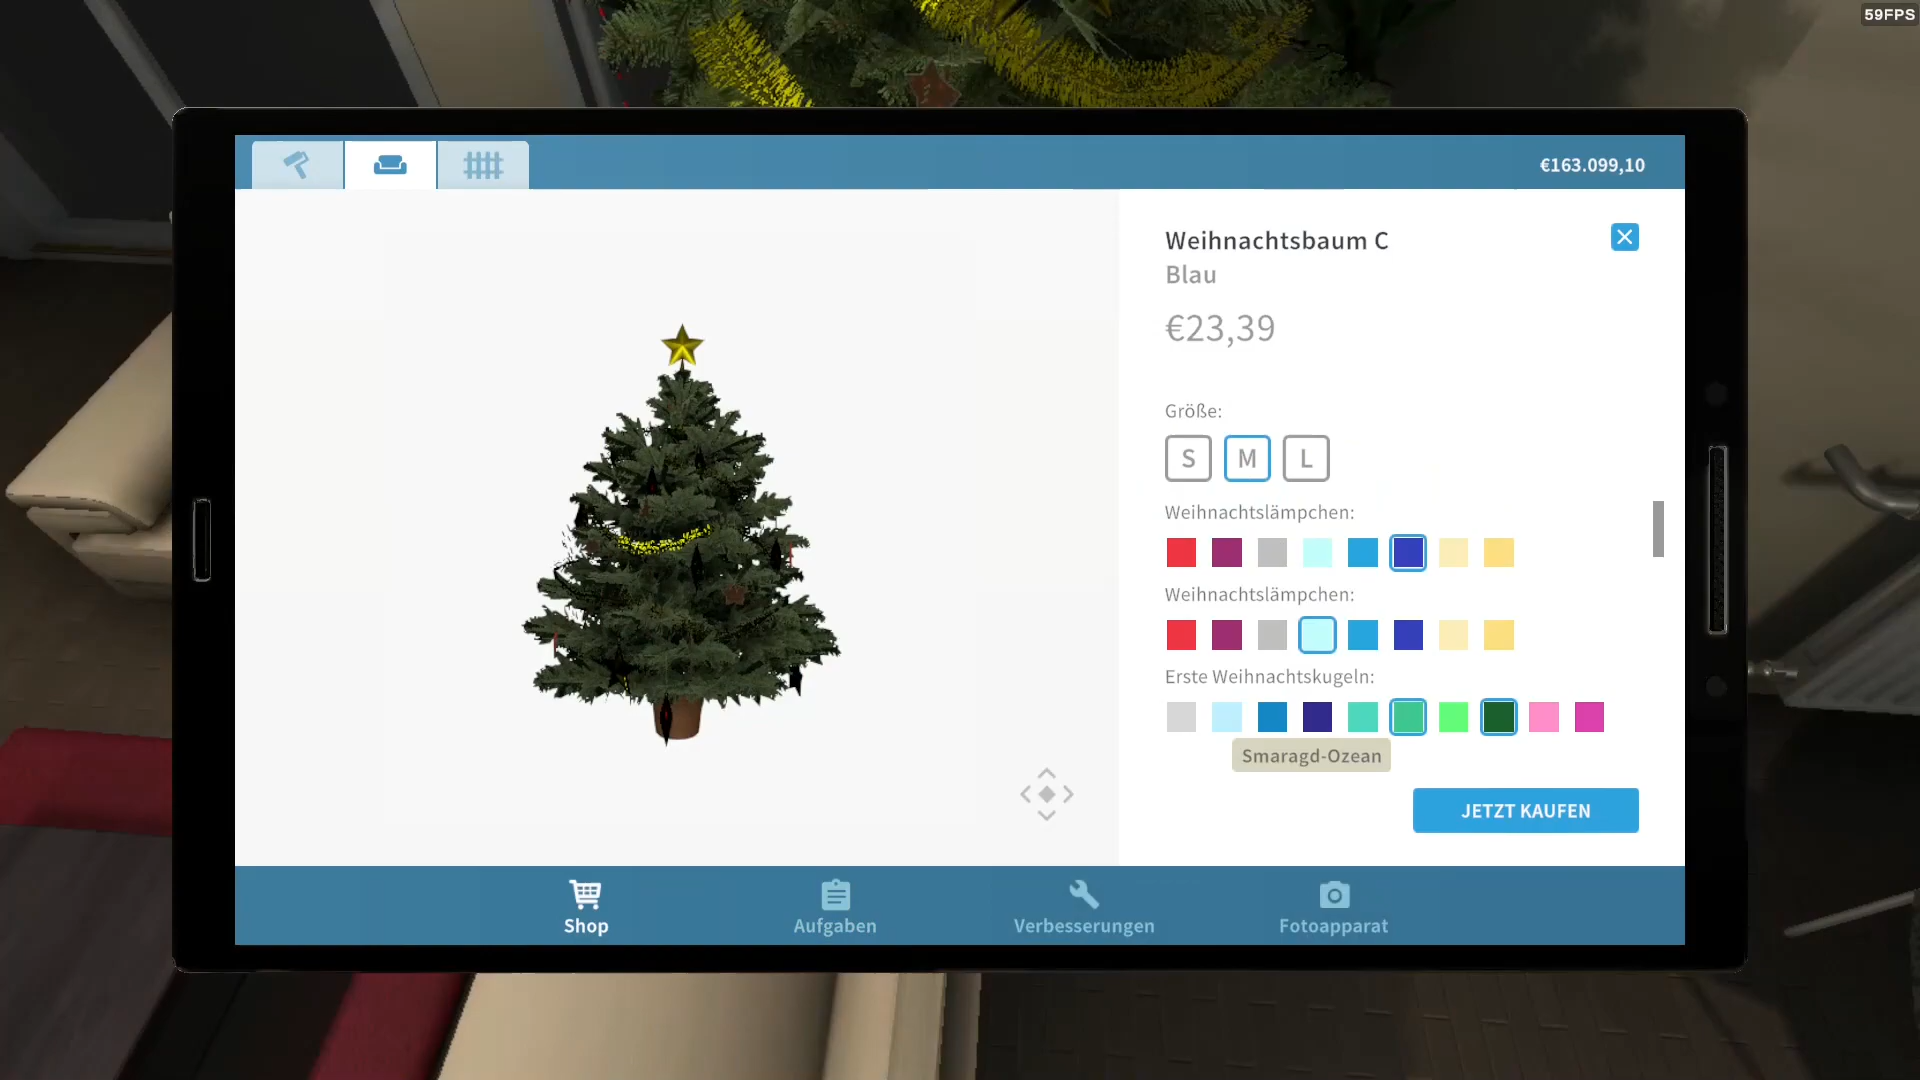 59FPS
€163.099,10
Weihnachtsbaum C
Blau
€23,39
Größe:
S M L
Weihnachtslämpchen:
Weihnachtslämpchen:
Erste Weihnachtskugeln:
Smaragd-Ozean
JETZT KAUFEN
Shop Aufgaben Verbesserungen Fotoapparat